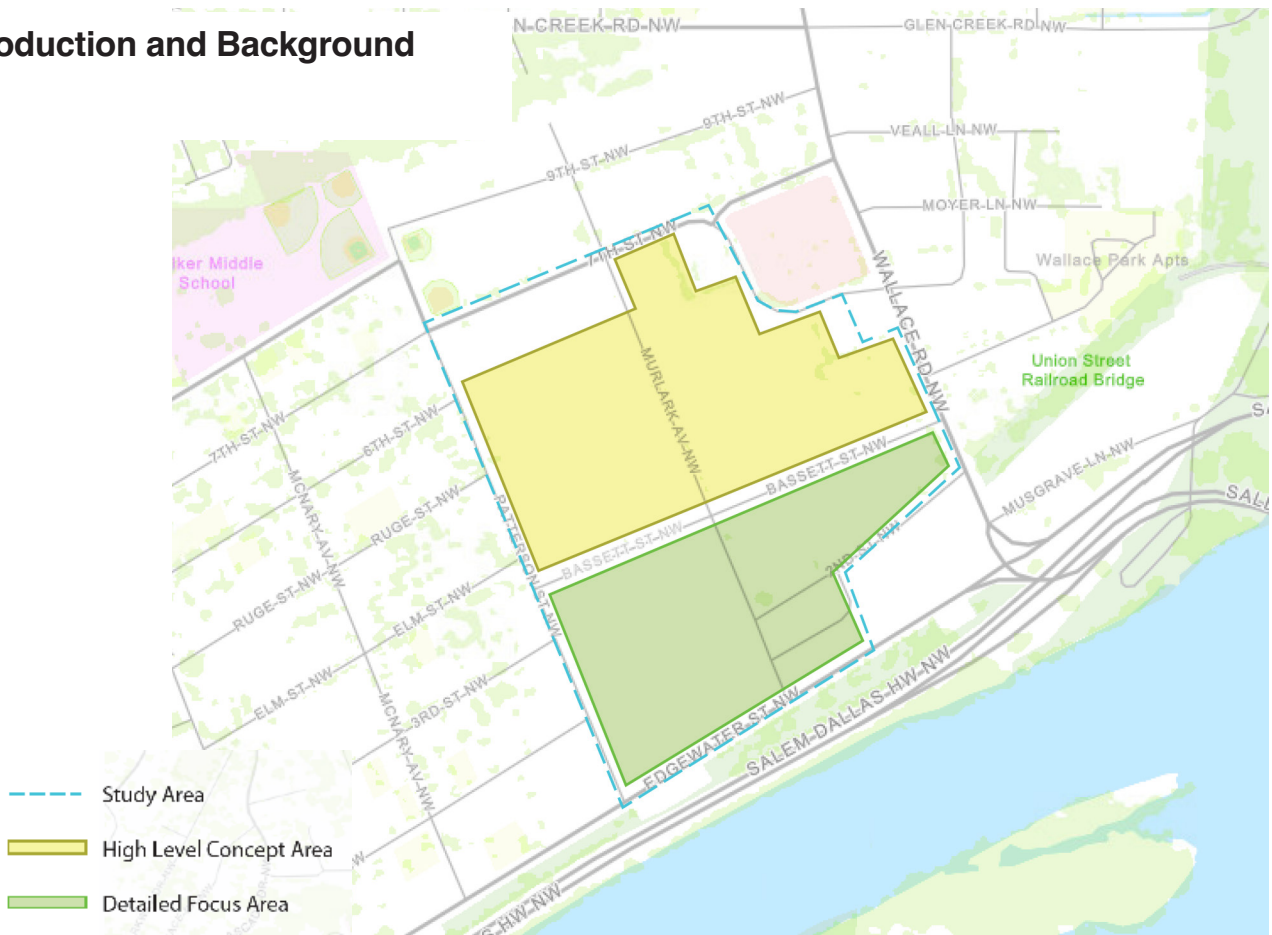 oduction and Background
N-CREEK-RD-NW
GLEN-CREEK-RD-NW
9TH-ST-NW
VEALL-LN-NW
9TH-ST-NW
MOYER-LN-NW
7TH-ST-NW
lker Middle
School
Wallace Park Apts
WALLACE-RD-NW
Union Street
Railroad Bridge
MURLARK-AV-NW
7TH-ST-NW
6TH-ST-NW
BASSETT-ST-NW
MUSGRAVE-LN-NW
MCNARY-AV-NW
RUGE-ST-NW
PATTERSON-ST-NW
BASSETT-ST-NW
2ND-ST-NW
RUGE-ST-NW
ELM-ST-NW
ELM-ST-NW
3RD-ST-NW
MCNARY-AV-NW
EDGEWATER-ST-NW
SALEM-DALLAS-HW-NW
Study Area
High Level Concept Area
Detailed Focus Area
S-HW-NW